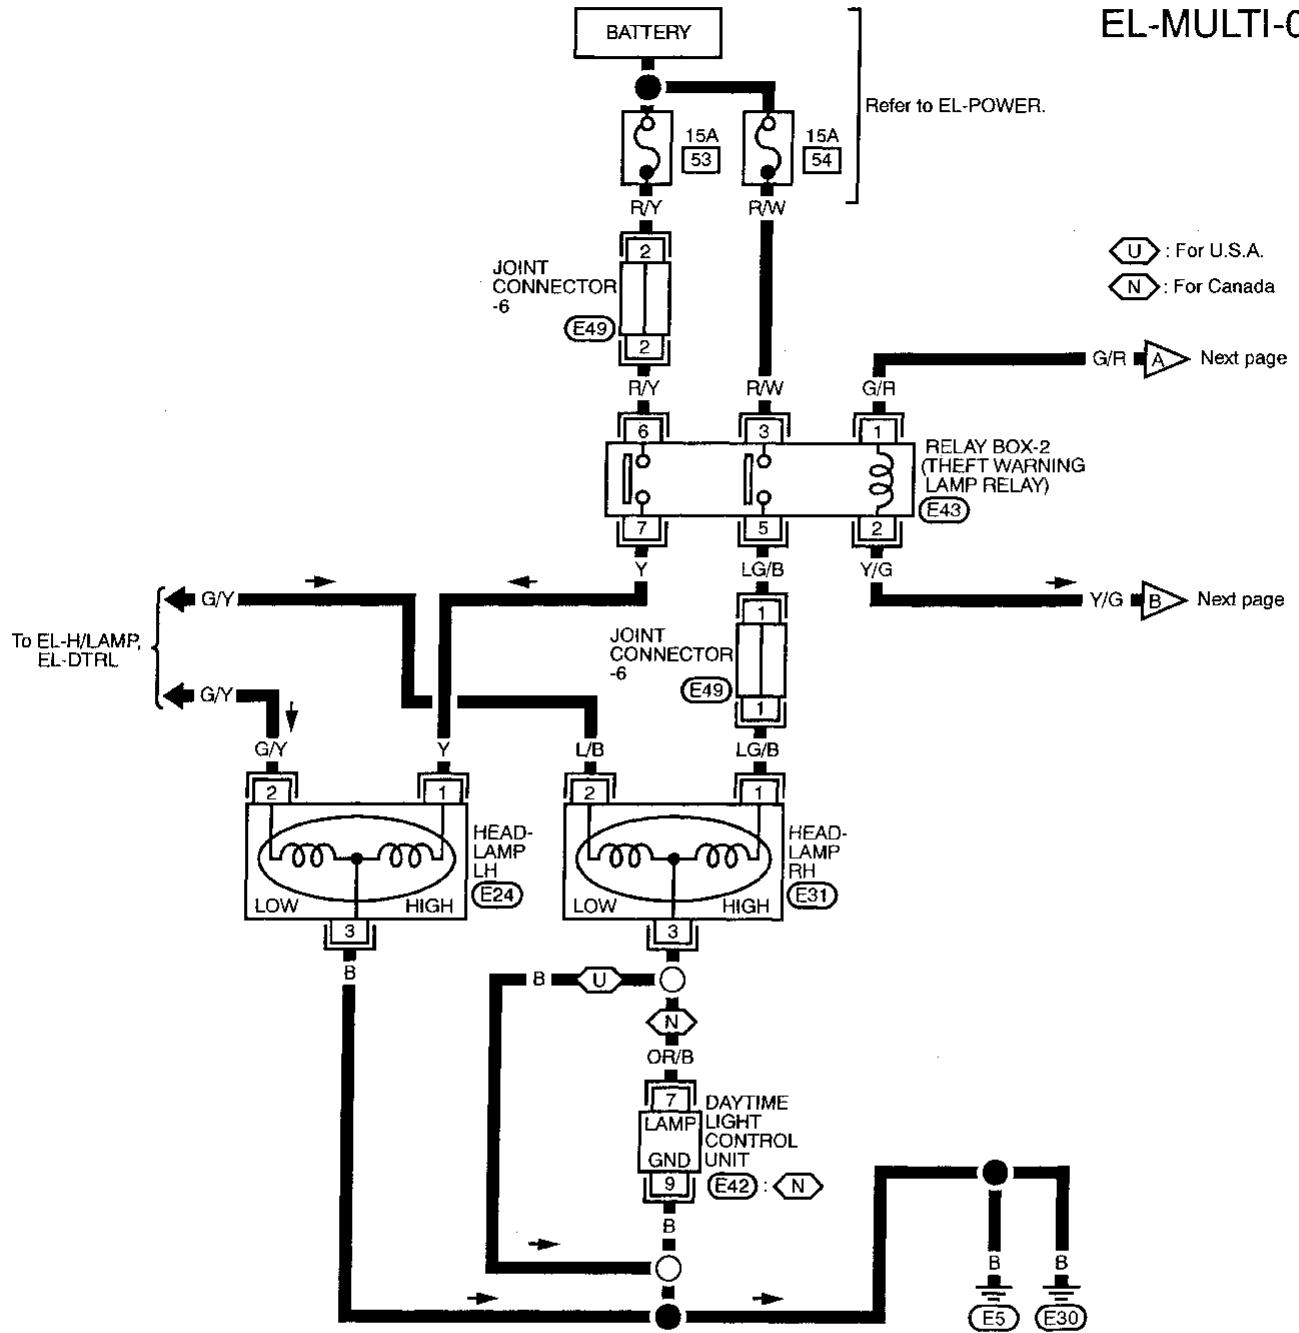 EL-MULTI-0
BATTERY
Refer to EL-POWER.
15A
53
15A
54
R/Y
R/W
U : For U.S.A.
N : For Canada
2
JOINT
CONNECTOR
-6
E49
2
G/R A Next page
R/Y
R/W
G/R
6
3
1
RELAY BOX-2
(THEFT WARNING
LAMP RELAY)
E43
7
5
2
Y
LG/B
Y/G
G/Y
Y/G B Next page
1
To EL-H/LAMP,
EL-DTRL
JOINT
CONNECTOR
-6
E49
1
G/Y
G/Y
Y
L/B
LG/B
2
1
2
1
HEAD-
LAMP
LH
E24
LOW
HIGH
HEAD-
LAMP
RH
E31
LOW
HIGH
3
3
B
B
U
N
OR/B
7
LAMP
GND
9
DAYTIME
LIGHT
CONTROL
UNIT
E42 : N
B
B
B
E5
E30